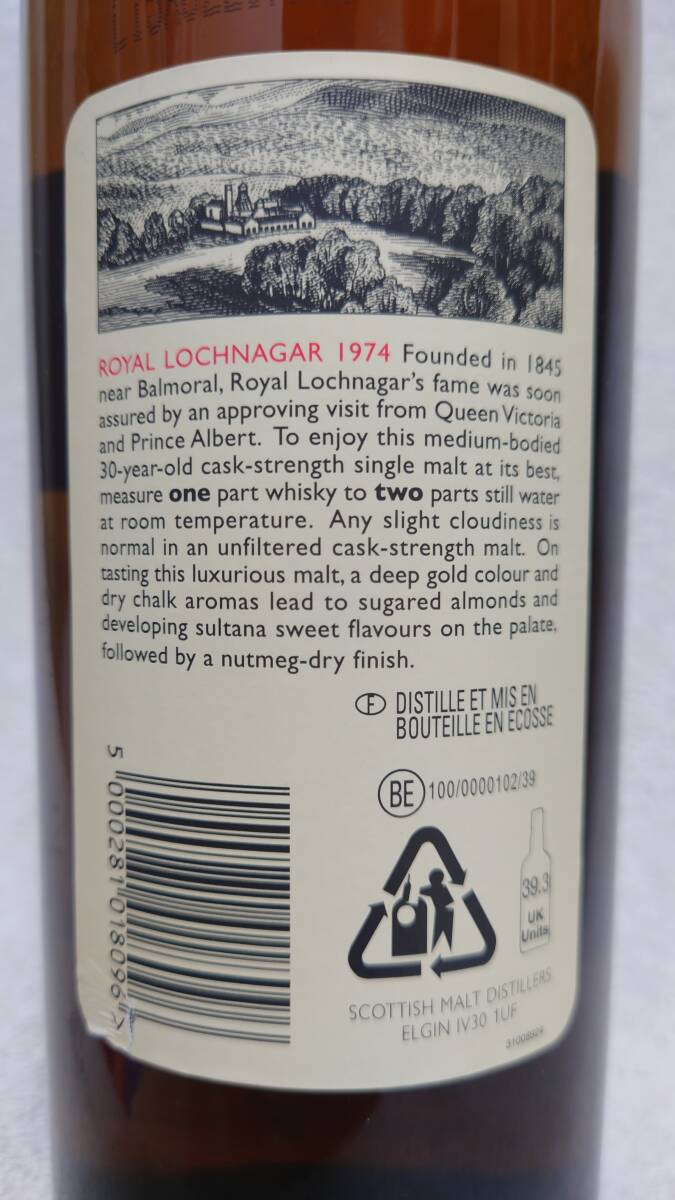 ROYAL LOCHNAGAR 1974 Founded in 1845
near Balmoral, Royal Lochnagar's fame was soon
assured by an approving visit from Queen Victoria
and Prince Albert. To enjoy this medium-bodied
30-year-old cask-strength single malt at its best,
measure one part whisky to two parts still water
at room temperature. Any slight cloudiness is
normal in an unfiltered cask-strength malt. On
tasting this luxurious malt, a deep gold colour and
dry chalk aromas lead to sugared almonds and
developing sultana sweet flavours on the palate,
followed by a nutmeg-dry finish.
F DISTILLE ET MIS EN
BOUTEILLE EN ECOSSE
BE 100/0000102/39
39.3
UK
Units
SCOTTISH MALT DISTILLERS
ELGIN IV30 1UF
5 000281 018096 >